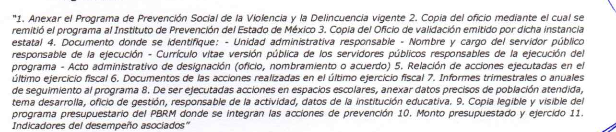 "1. Anexar el Programa de Prevención Social de la Violencia y la Delincuencia vigente 2. Copia del oficio mediante el cual se
remitió el programa al Instituto de Prevención del Estado de México 3. Copia del Oficio de validación emitido por dicha instancia
estatal 4. Documento donde se identifique: - Unidad administrativa responsable - Nombre y cargo del servidor público
responsable de la ejecución - Currículo vitae versión pública de los servidores públicos responsables de la ejecución del
programa - Acto administrativo de designación (oficio, nombramiento o acuerdo) 5. Relación de acciones ejecutadas en el
último ejercicio fiscal 6. Documentos de las acciones realizadas en el último ejercicio fiscal 7. Informes trimestrales o anuales
de seguimiento al programa 8. De ser ejecutadas acciones en espacios escolares, anexar datos precisos de población atendida,
tema desarrolla, oficio de gestión, responsable de la actividad, datos de la institución educativa. 9. Copia legible y visible del
programa presupuestario del PBRM donde se integran las acciones de prevención 10. Monto presupuestado y ejercido 11.
Indicadores del desempeño asociados"